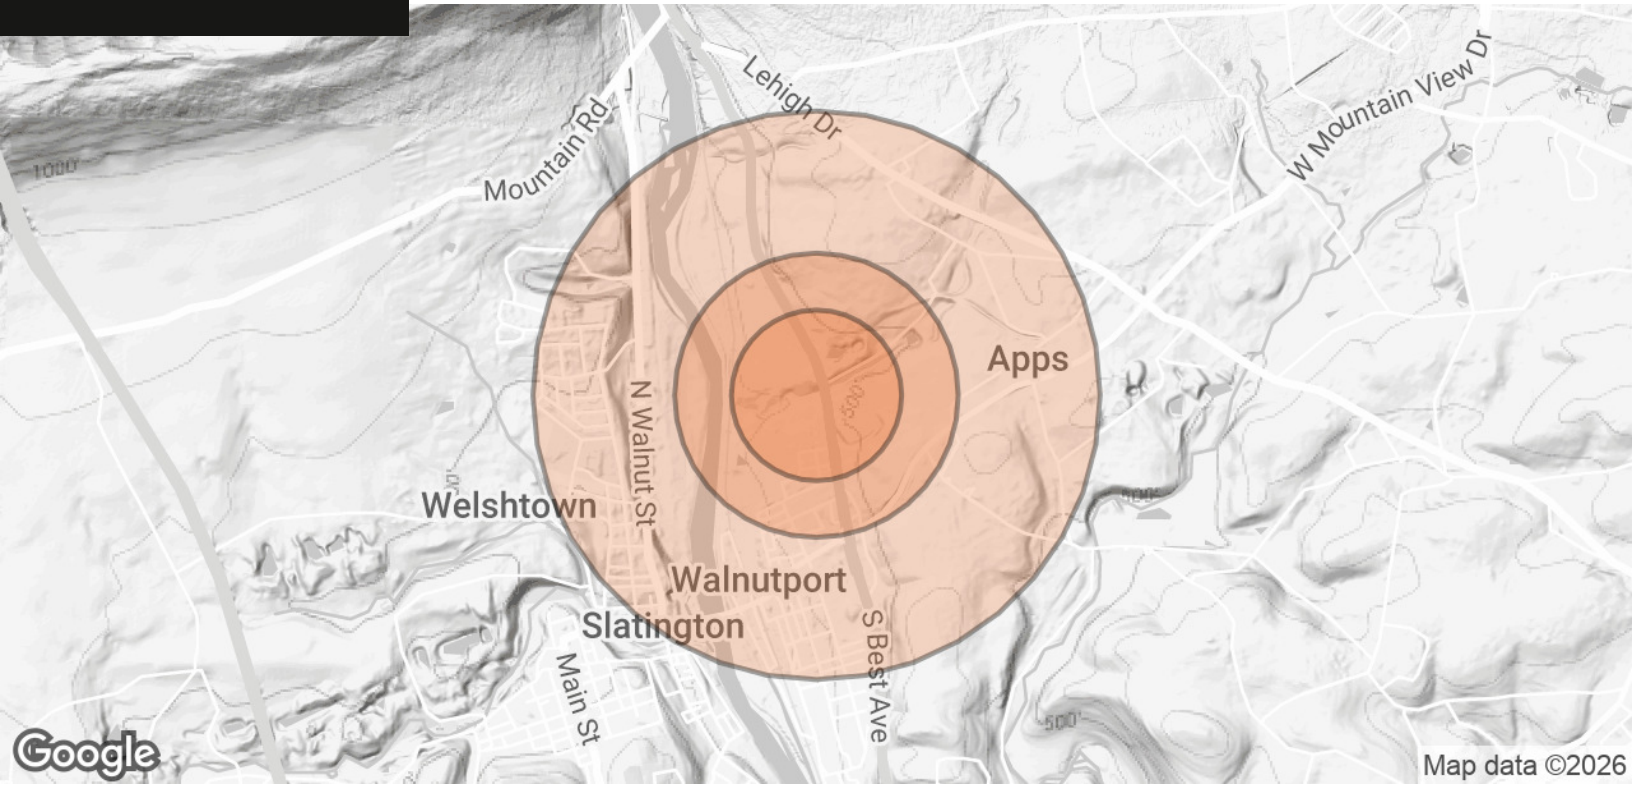 Lehigh Dr
W Mountain View Dr
Mountain Rd
1000'
Apps
N Walnut St
500'
Welshtown
500'
Walnutport
Slatington
S Best Ave
Main St
500'
Google
Map data ©2026